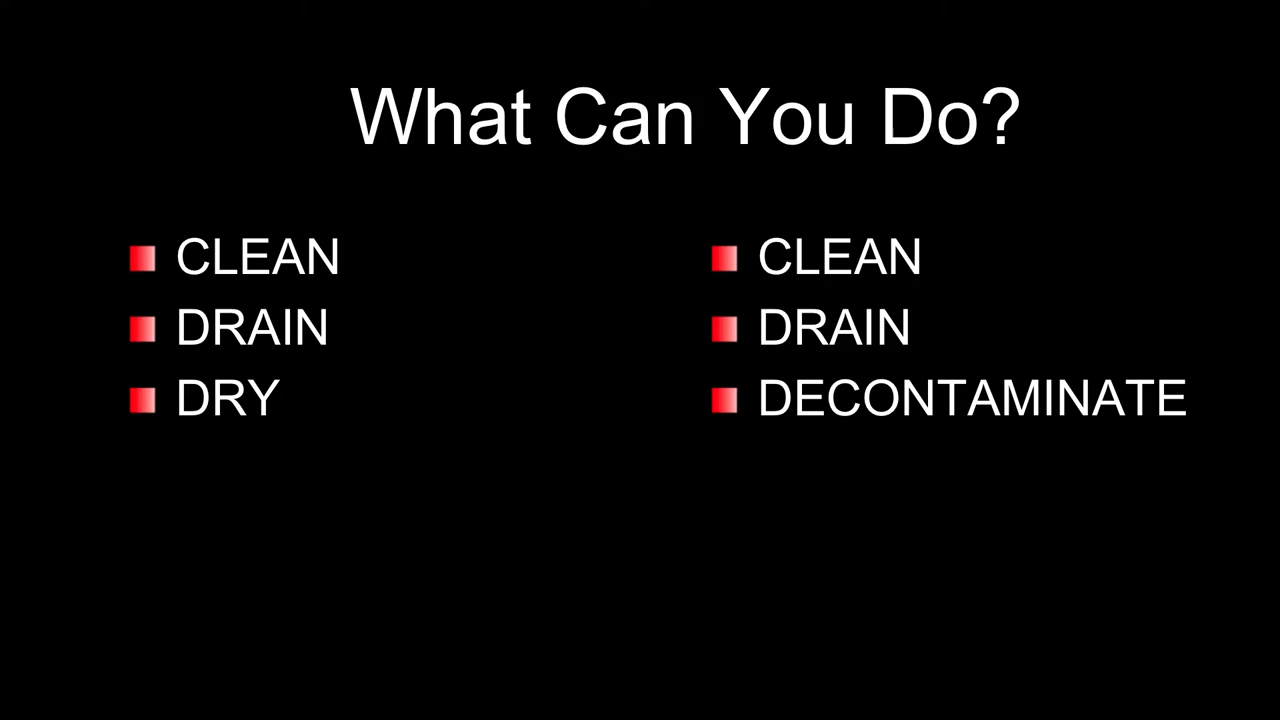 What Can You Do?
CLEAN
DRAIN
DRY
CLEAN
DRAIN
DECONTAMINATE